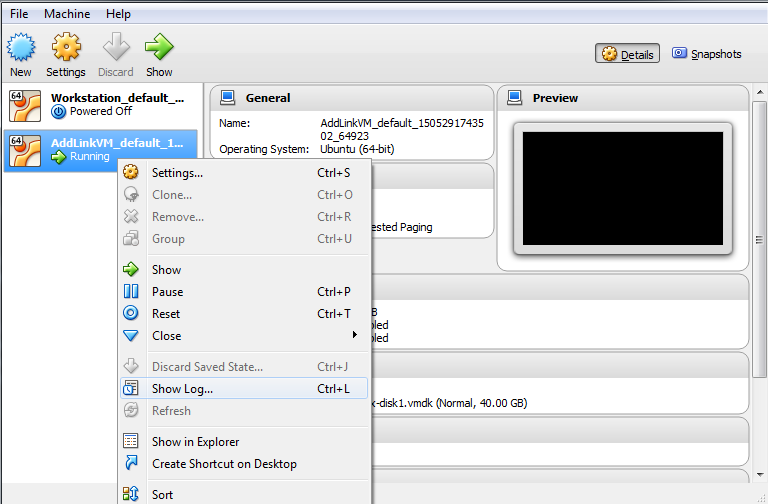 File Machine Help
New Settings Discard Show Details Snapshots
64 Workstation_default_...
Powered Off
64 AddLinkVM_default_1...
Running
General
Name: AddLinkVM_default_15052917435
02_64923
Operating System: Ubuntu (64-bit)
Preview
Settings... Ctrl+S
Clone... Ctrl+O
Remove... Ctrl+R
Group Ctrl+U
Show
Pause Ctrl+P
Reset Ctrl+T
Close
Discard Saved State... Ctrl+J
Show Log... Ctrl+L
Refresh
Show in Explorer
Create Shortcut on Desktop
Sort
ested Paging
B
bled
bled
x-disk1.vmdk (Normal, 40.00 GB)